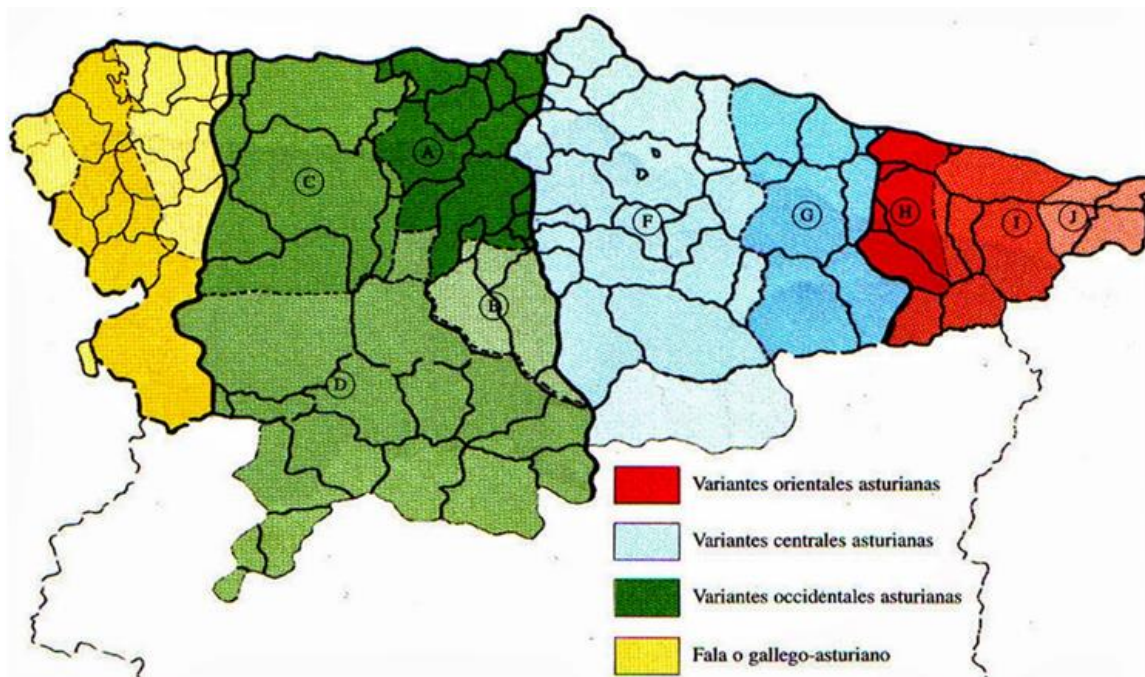 A
C
D
D
F
G
H
I
J
B
D
Variantes orientales asturianas
Variantes centrales asturianas
Variantes occidentales asturianas
Fala o gallego-asturiano